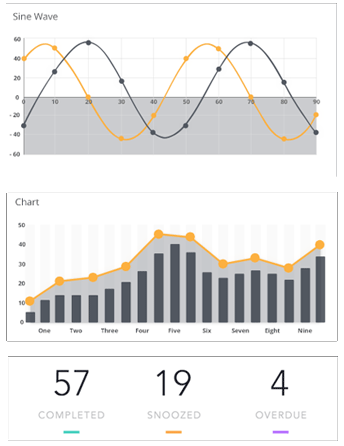 Sine Wave
60
40
20
0
- 20
- 40
- 60
0 10 20 30 40 50 60 70 80 90
Chart
50
40
30
20
10
0
One Two Three Four Five Six Seven Eight Nine
57 19 4
COMPLETED SNOOZED OVERDUE